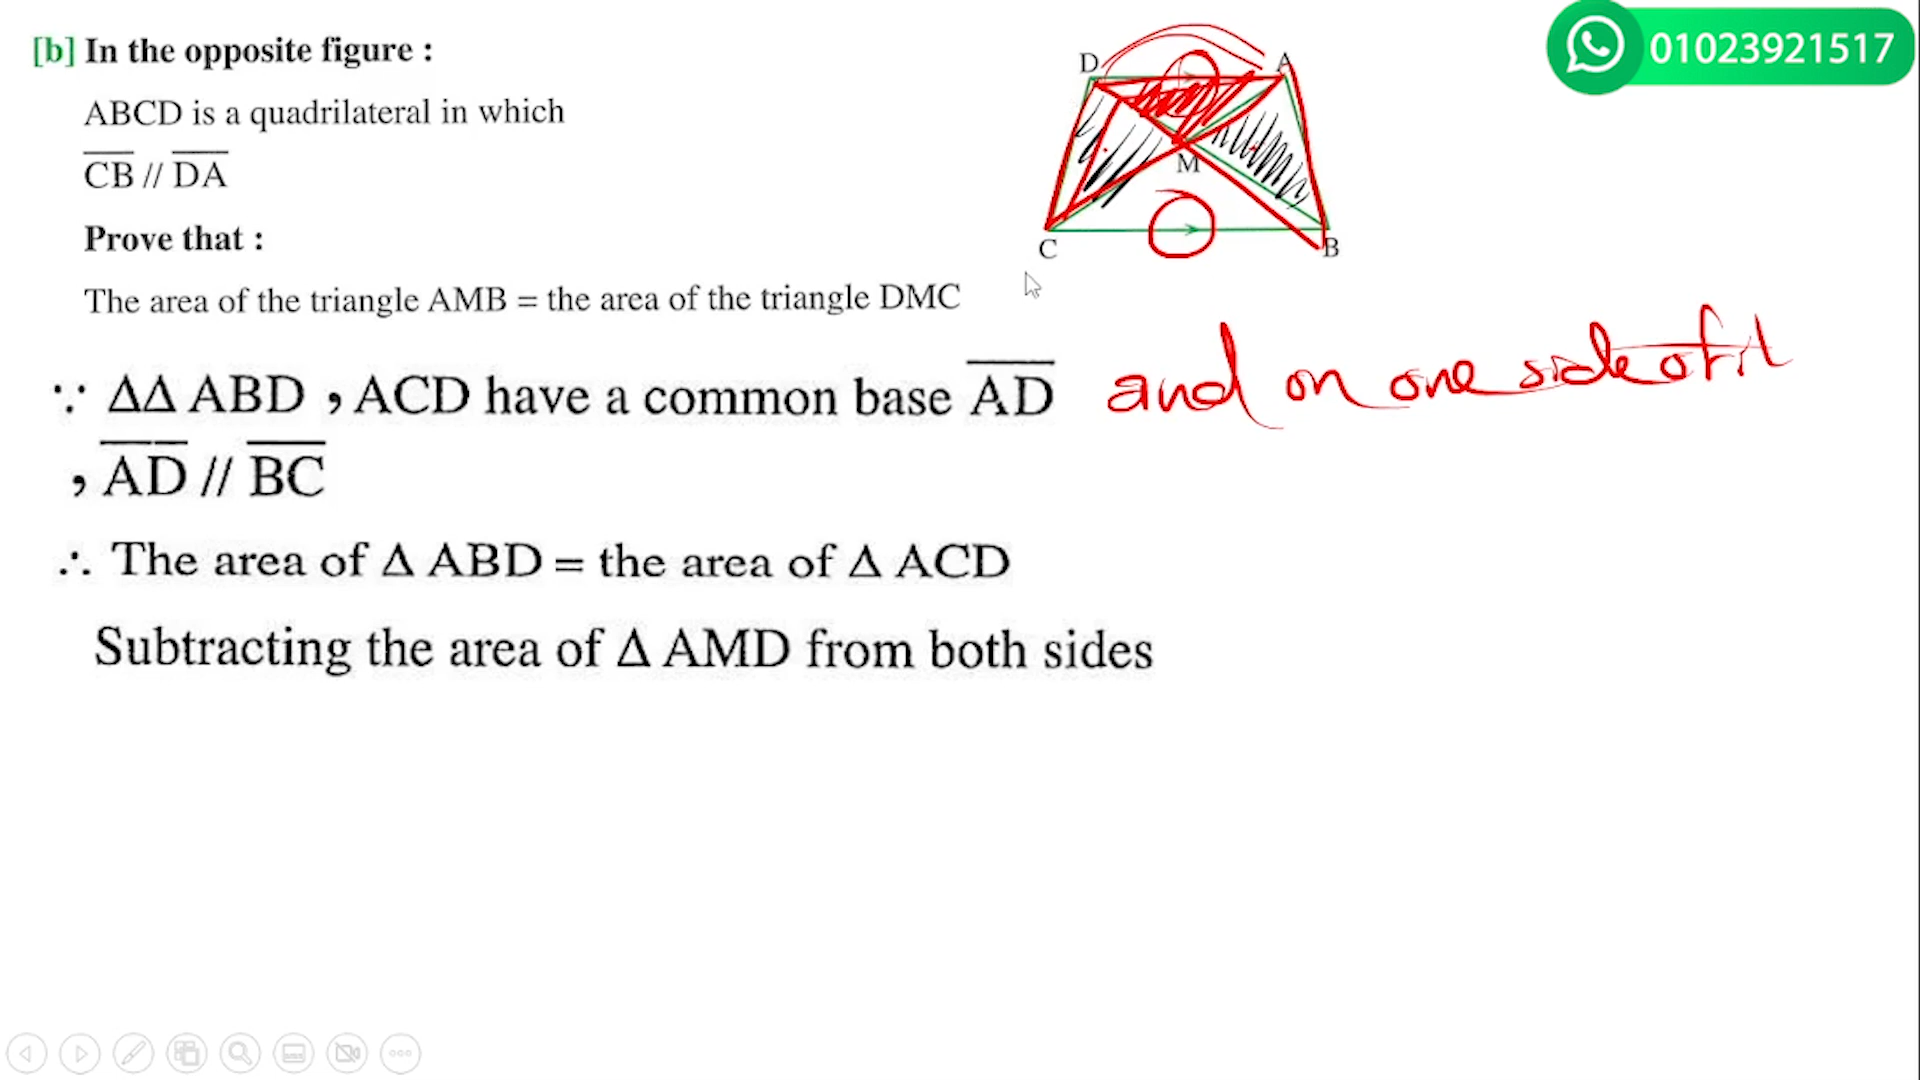 [b] In the opposite figure :
ABCD is a quadrilateral in which
CB // DA
Prove that :
The area of the triangle AMB = the area of the triangle DMC
D A
M
C B
01023921517
∵ ΔΔ ABD , ACD have a common base AD and on one side of it
, AD // BC
∴ The area of Δ ABD = the area of Δ ACD
Subtracting the area of Δ AMD from both sides